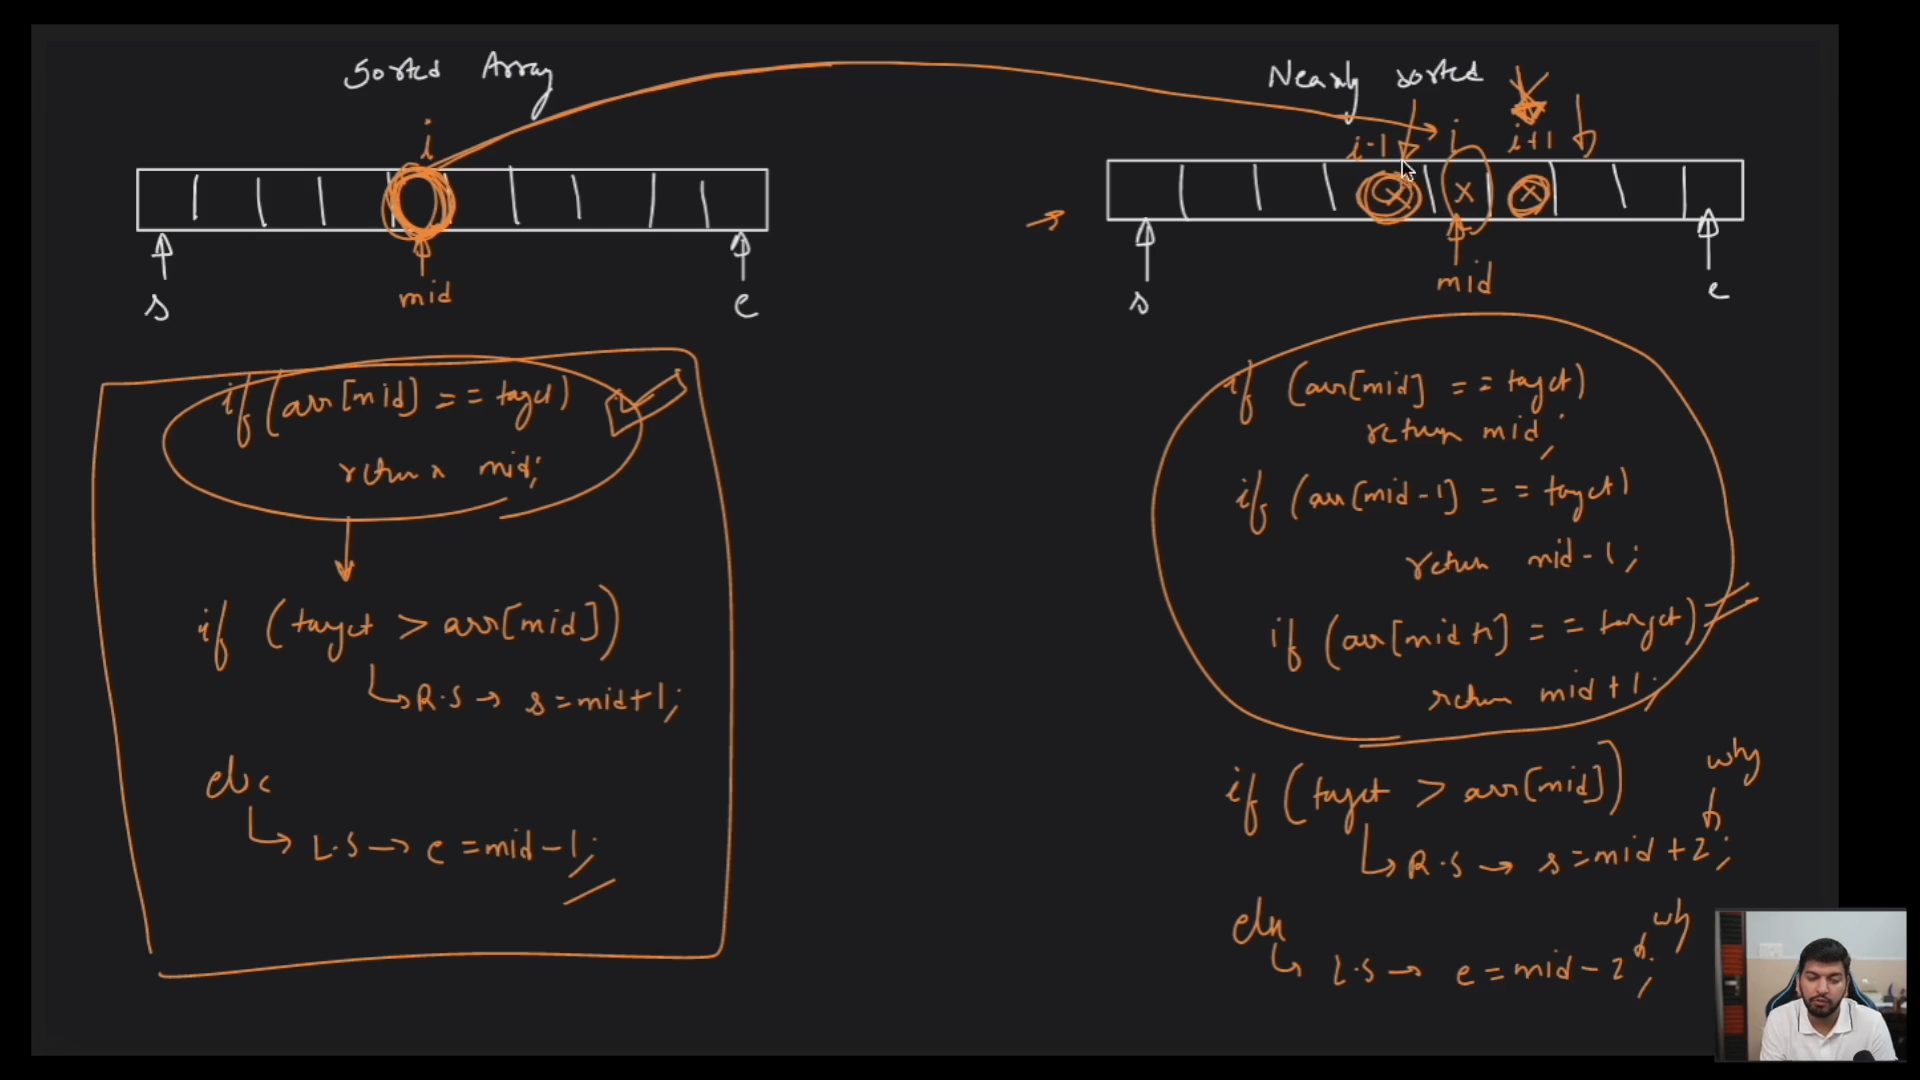 Sorted Array
i
mid
s
e
if (arr[mid] == target)
return mid;
if (target > arr[mid])
R.S → s = mid+1;
else
L.S → e = mid-1;
Nearly sorted
i-1 i i+1
x x x
mid
s
e
if (arr[mid] == target)
return mid;
if (arr[mid-1] == target)
return mid-1;
if (arr[mid+1] == target)
return mid+1;
if (target > arr[mid])
why
R.S → s = mid+2;
else
why
L.S → e = mid-2;